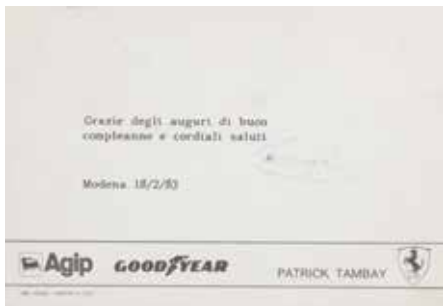 Grazie degli auguri di buon
compleanno e cordiali saluti
Modena 18/2/83
Agip GOODYEAR PATRICK TAMBAY